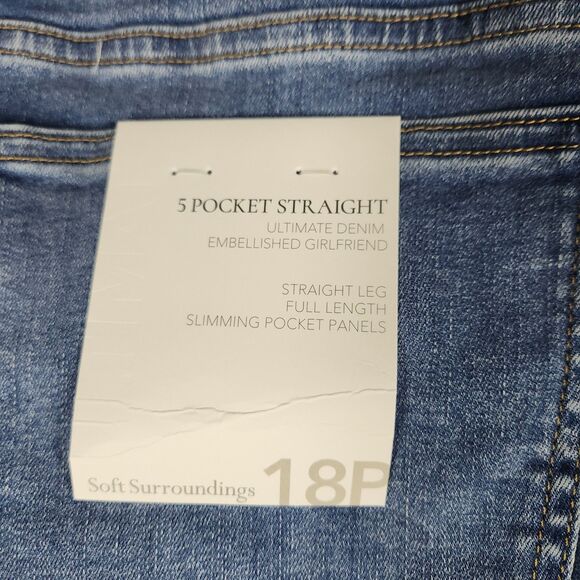 5 POCKET STRAIGHT
ULTIMATE DENIM
EMBELLISHED GIRLFRIEND
STRAIGHT LEG
FULL LENGTH
SLIMMING POCKET PANELS
Soft Surroundings 18P